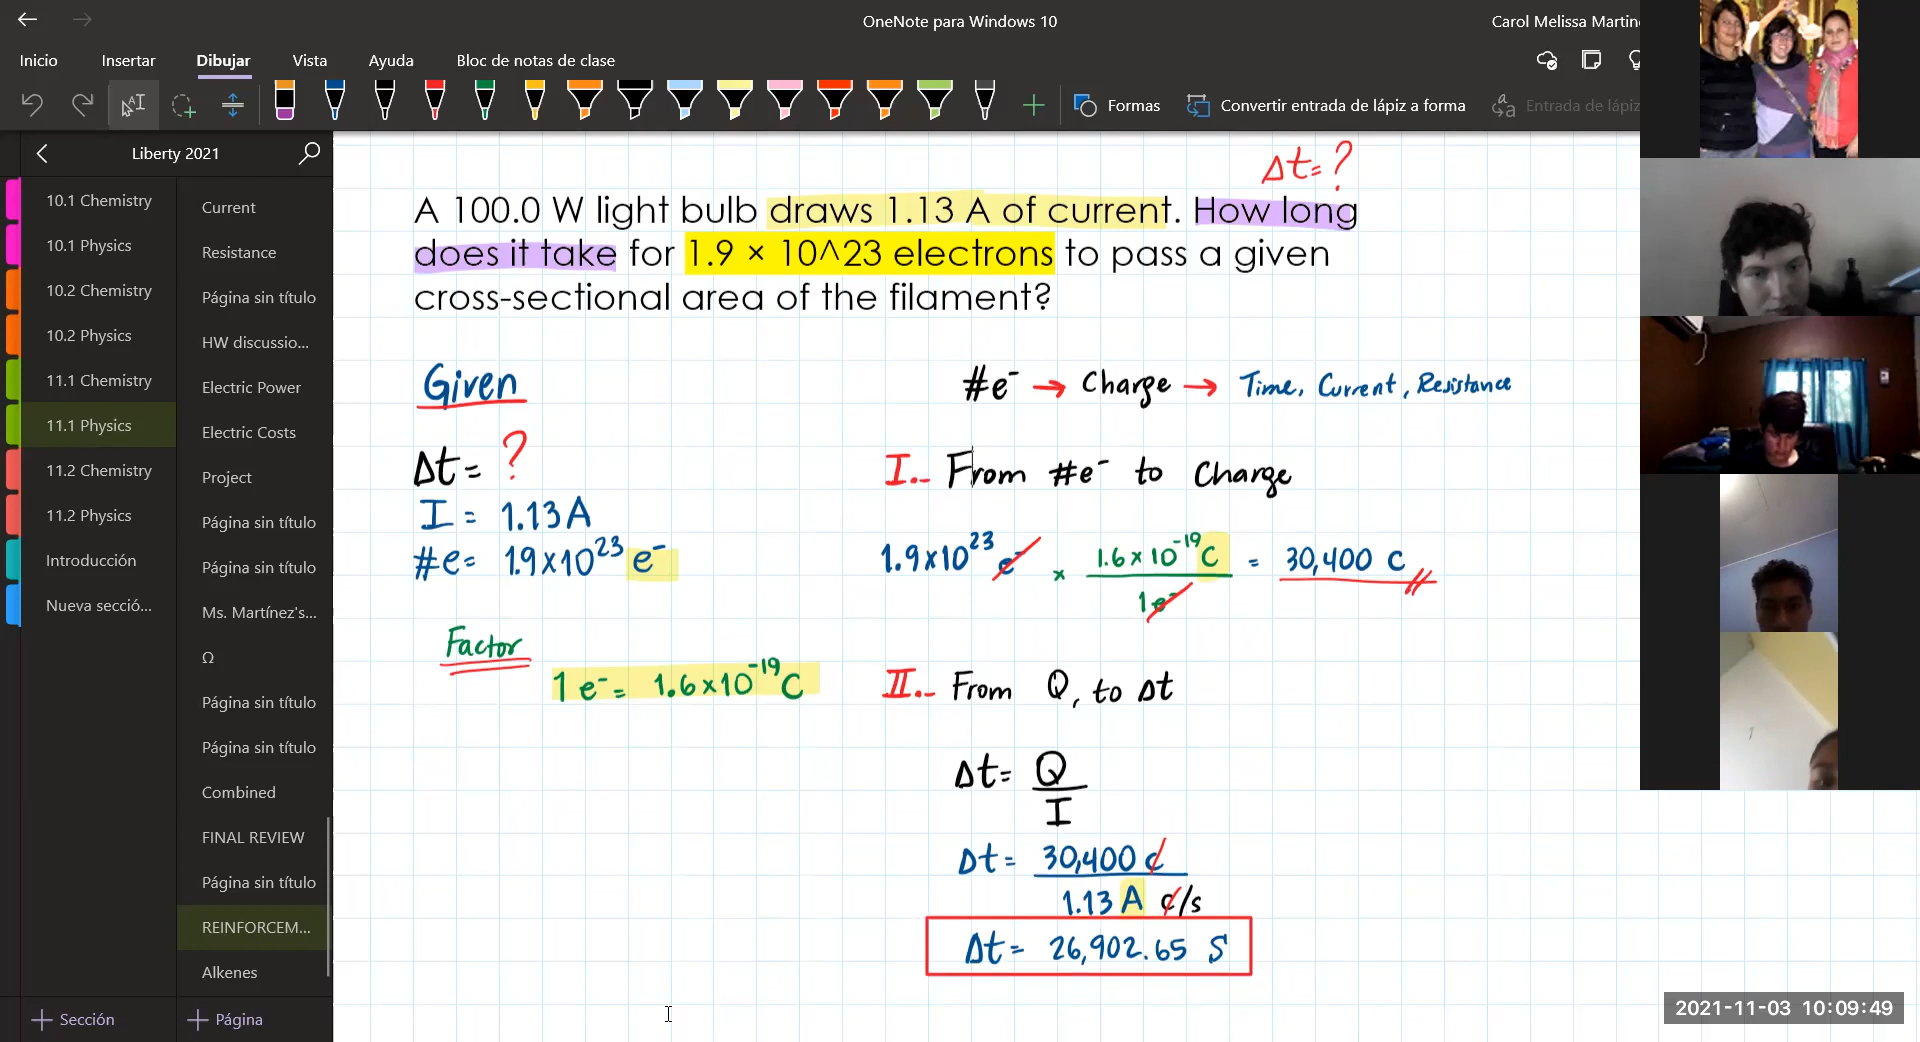 OneNote para Windows 10
Carol Melissa Martine
Inicio Insertar Dibujar Vista Ayuda Bloc de notas de clase
Formas Convertir entrada de lápiz a forma Entrada de lápiz
Liberty 2021
10.1 Chemistry
10.1 Physics
10.2 Chemistry
10.2 Physics
11.1 Chemistry
11.1 Physics
11.2 Chemistry
11.2 Physics
Introducción
Nueva secció...
Sección
Current
Resistance
Página sin título
HW discussio...
Electric Power
Electric Costs
Project
Página sin título
Página sin título
Ms. Martínez's...
Ω
Página sin título
Página sin título
Combined
FINAL REVIEW
Página sin título
REINFORCEM...
Alkenes
Página
Δt=?
A 100.0 W light bulb draws 1.13 A of current. How long
does it take for 1.9 × 10^23 electrons to pass a given
cross-sectional area of the filament?
Given
Δt= ?
I = 1.13A
#e= 1.9x10²³ e⁻
Factor
1 e⁻= 1.6x10⁻¹⁹C
#e⁻ → Charge → Time, Current, Resistance
I.- From #e⁻ to Charge
1.9x10²³ e⁻ x 1.6x10⁻¹⁹ C = 30,400 C
1e⁻
II.- From Q, to Δt
Δt= Q
I
Δt= 30,400 C
1.13 A C/s
Δt= 26,902.65 S
2021-11-03 10:09:49